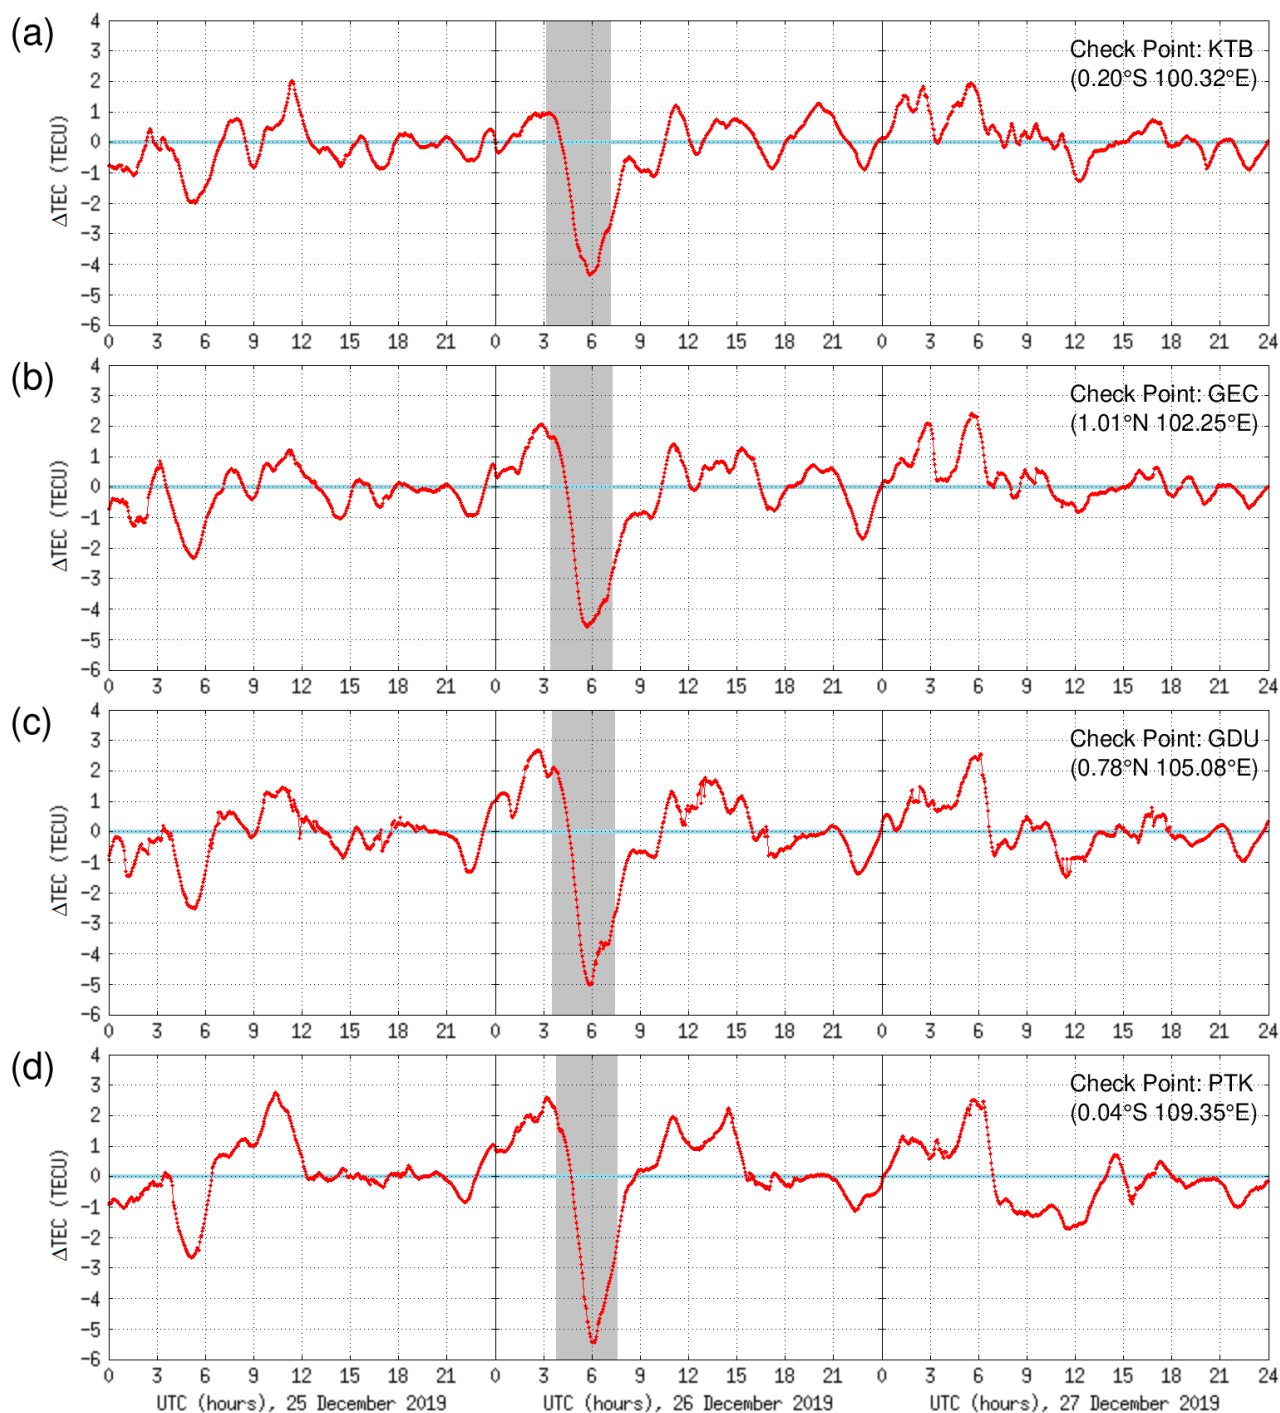 (a)
Check Point: KTB
(0.20°S 100.32°E)
ΔTEC (TECU)
4
3
2
1
0
−1
−2
−3
−4
−5
−6
0 3 6 9 12 15 18 21 0 3 6 9 12 15 18 21 0 3 6 9 12 15 18 21 24
(b)
Check Point: GEC
(1.01°N 102.25°E)
ΔTEC (TECU)
4
3
2
1
0
−1
−2
−3
−4
−5
−6
0 3 6 9 12 15 18 21 0 3 6 9 12 15 18 21 0 3 6 9 12 15 18 21 24
(c)
Check Point: GDU
(0.78°N 105.08°E)
ΔTEC (TECU)
4
3
2
1
0
−1
−2
−3
−4
−5
−6
0 3 6 9 12 15 18 21 0 3 6 9 12 15 18 21 0 3 6 9 12 15 18 21 24
(d)
Check Point: PTK
(0.04°S 109.35°E)
ΔTEC (TECU)
4
3
2
1
0
−1
−2
−3
−4
−5
−6
0 3 6 9 12 15 18 21 0 3 6 9 12 15 18 21 0 3 6 9 12 15 18 21 24
UTC (hours), 25 December 2019 UTC (hours), 26 December 2019 UTC (hours), 27 December 2019